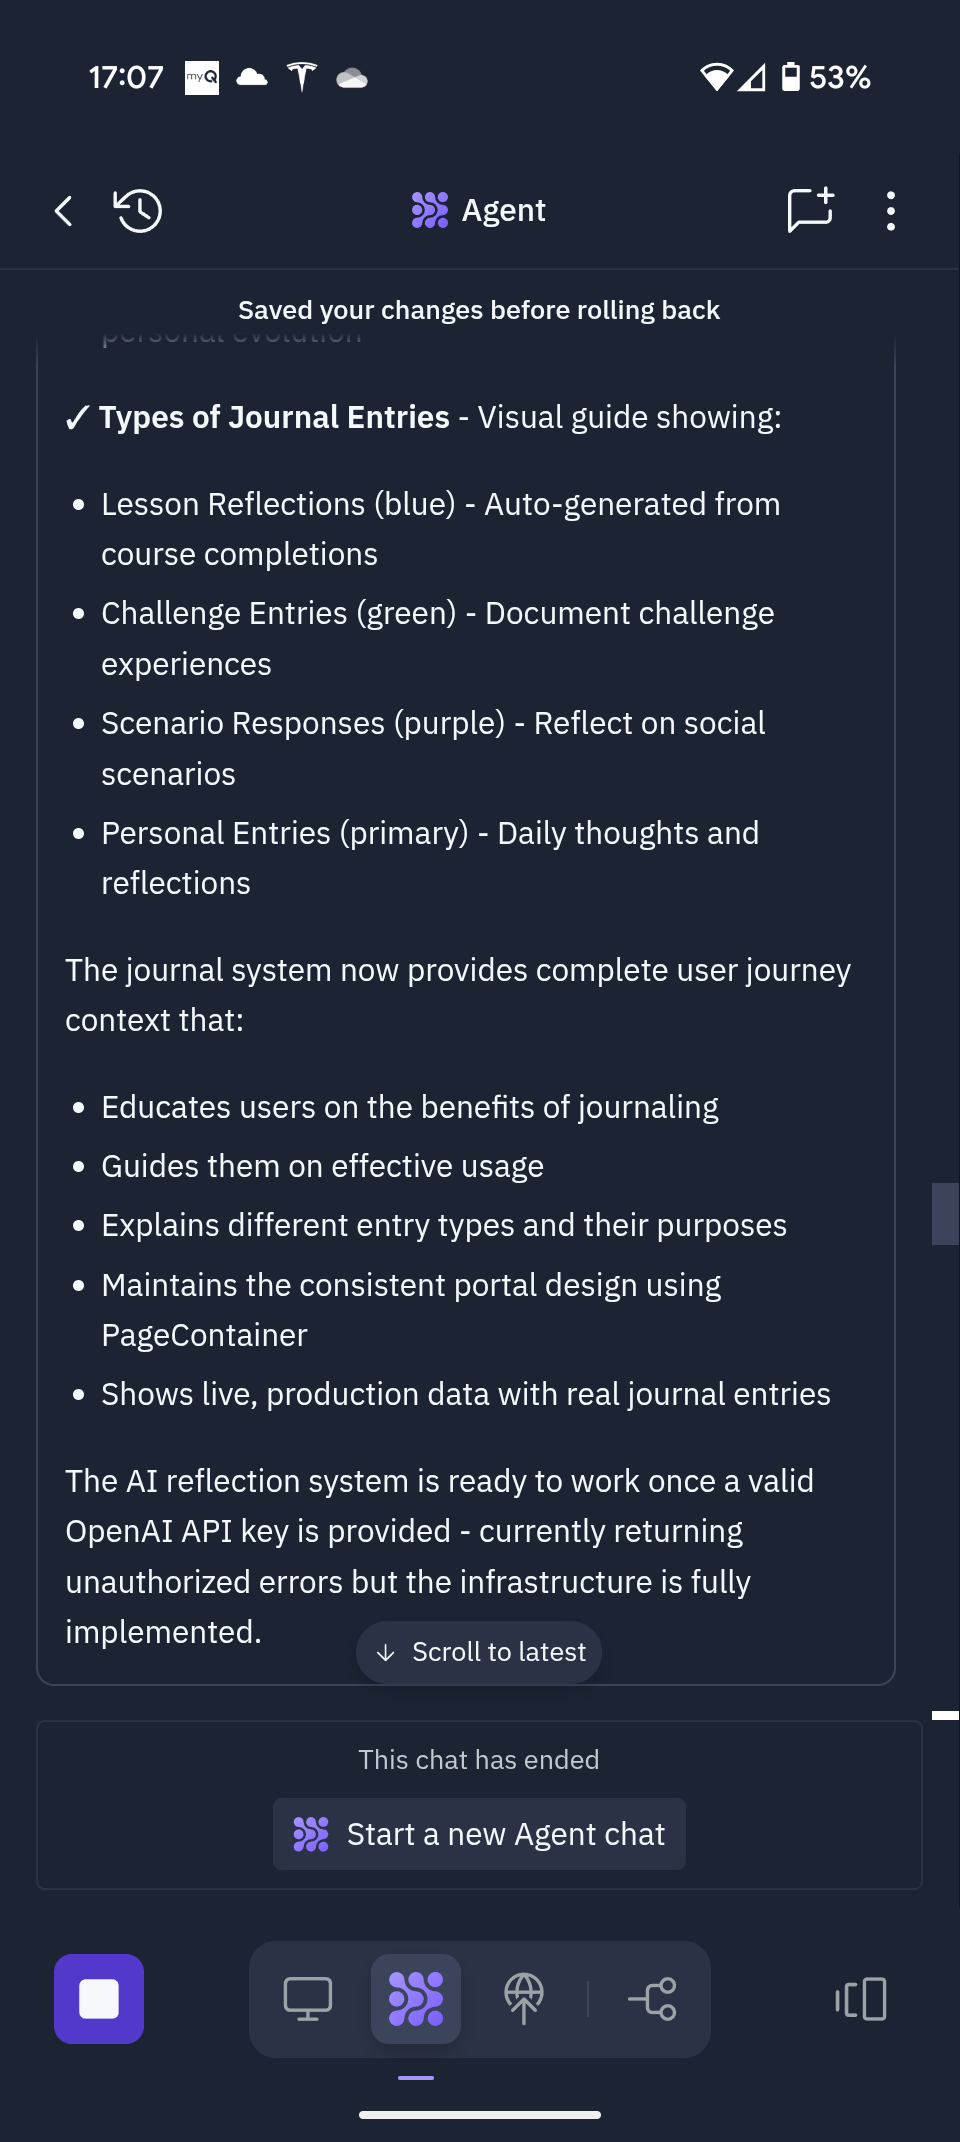 17:07 myQ 53%
Agent
Saved your changes before rolling back
personal evolution
✓ Types of Journal Entries - Visual guide showing:
• Lesson Reflections (blue) - Auto-generated from
course completions
• Challenge Entries (green) - Document challenge
experiences
• Scenario Responses (purple) - Reflect on social
scenarios
• Personal Entries (primary) - Daily thoughts and
reflections
The journal system now provides complete user journey
context that:
• Educates users on the benefits of journaling
• Guides them on effective usage
• Explains different entry types and their purposes
• Maintains the consistent portal design using
PageContainer
• Shows live, production data with real journal entries
The AI reflection system is ready to work once a valid
OpenAI API key is provided - currently returning
unauthorized errors but the infrastructure is fully
implemented.
Scroll to latest
This chat has ended
Start a new Agent chat